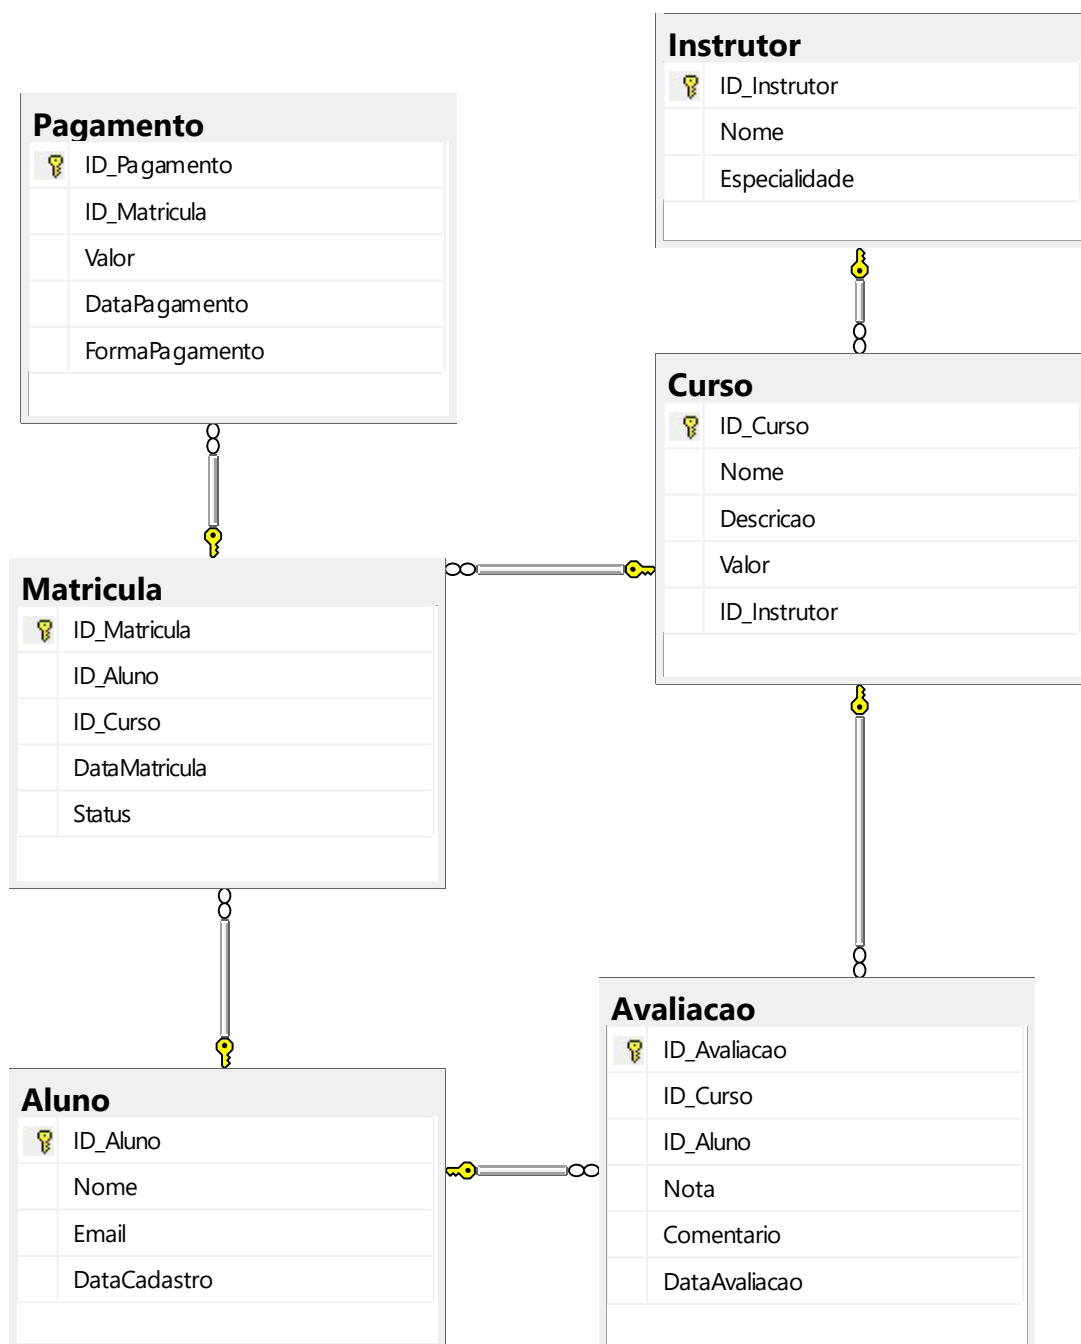 Instrutor
ID_Instrutor
Nome
Especialidade
Pagamento
ID_Pagamento
ID_Matricula
Valor
DataPagamento
FormaPagamento
Curso
ID_Curso
Nome
Descricao
Valor
ID_Instrutor
Matricula
ID_Matricula
ID_Aluno
ID_Curso
DataMatricula
Status
Avaliacao
ID_Avaliacao
ID_Curso
ID_Aluno
Nota
Comentario
DataAvaliacao
Aluno
ID_Aluno
Nome
Email
DataCadastro